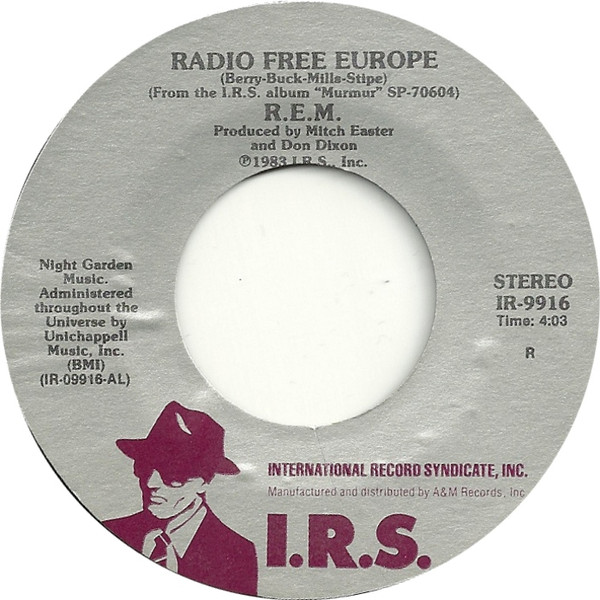 RADIO FREE EUROPE
(Berry-Buck-Mills-Stipe)
(From the I.R.S. album "Murmur" SP-70604)
R.E.M.
Produced by Mitch Easter
and Don Dixon
℗1983 I.R.S., Inc.
Night Garden
Music.
Administered
throughout the
Universe by
Unichappell
Music, Inc.
(BMI)
(IR-09916-AL)
STEREO
IR-9916
Time: 4:03
R
INTERNATIONAL RECORD SYNDICATE, INC.
Manufactured and distributed by A&M Records, Inc.
I.R.S.